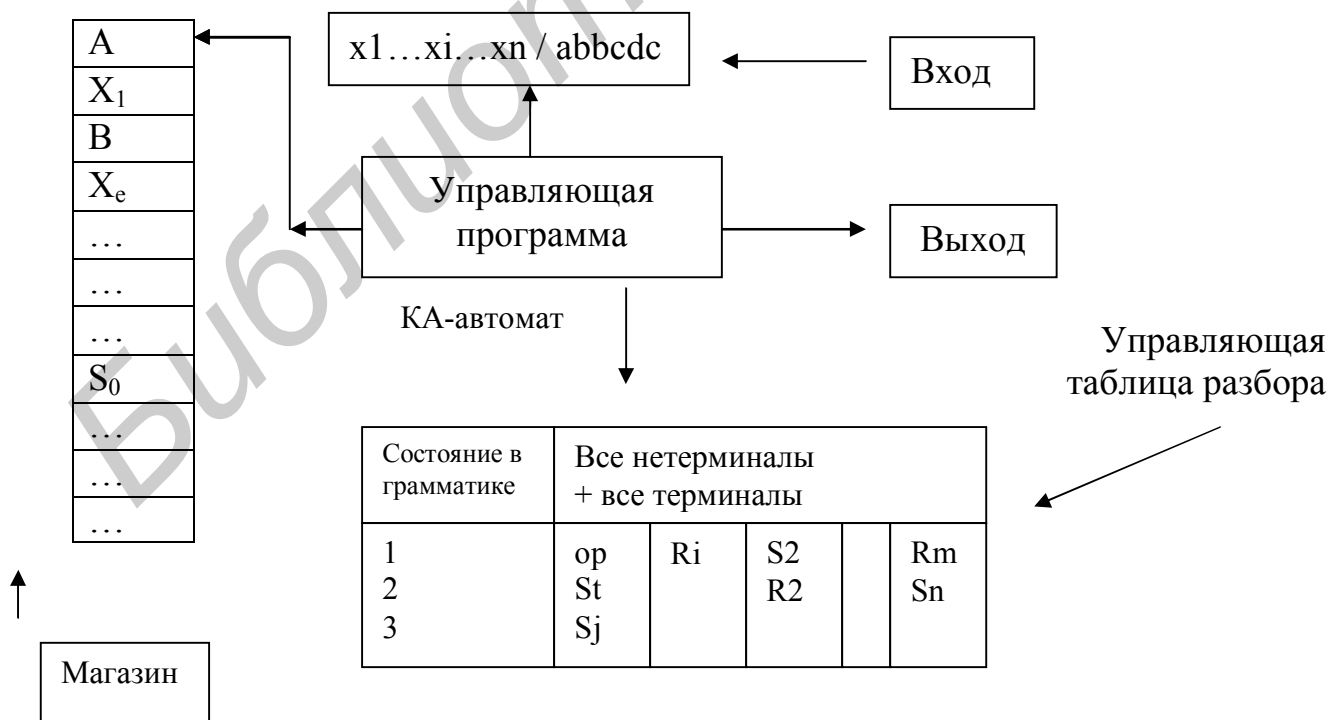 A
X₁
B
Xₑ
…
…
…
S₀
…
…
…
Магазин
x1…xi…xn / abbcdc
Вход
Управляющая
программа
Выход
КА-автомат
Управляющая
таблица разбора
Состояние в
грамматике
Все нетерминалы
+ все терминалы
1 op Ri S2 Rm
2 St R2 Sn
3 Sj